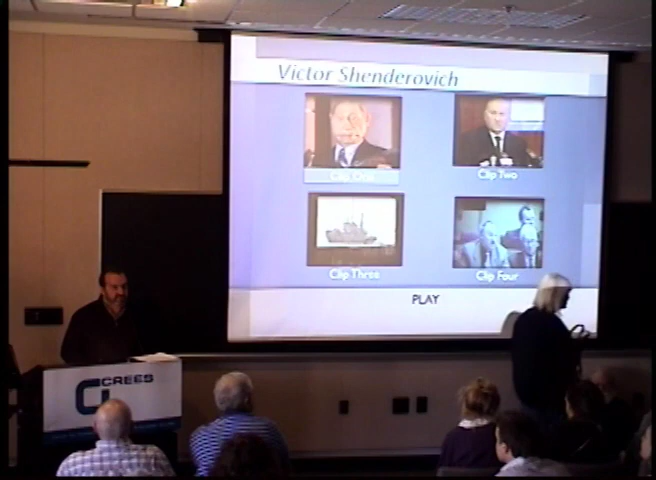 Victor Shenderovich
Clip One
Clip Two
Clip Three
Clip Four
PLAY
CREES